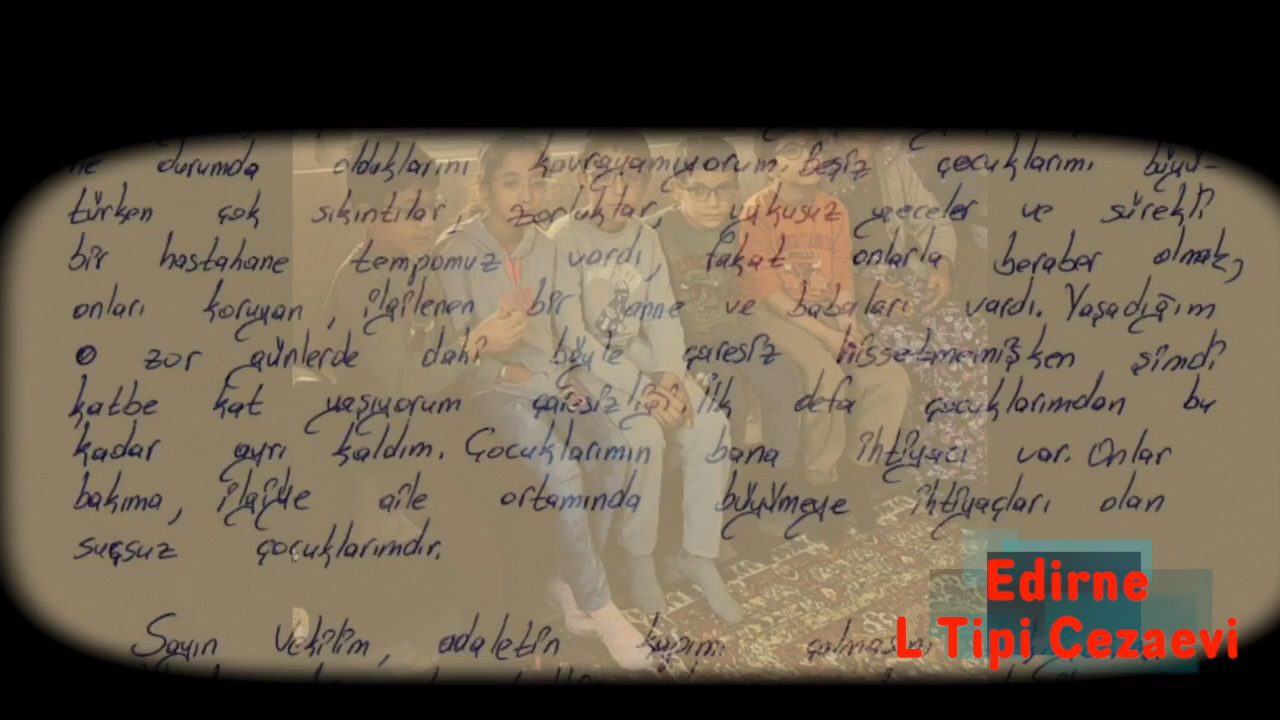 ne durumda olduklarını kavrayamıyorum. Beşiz çocuklarımı büyü-
türken çok sıkıntılar, zorluklar, uykusuz geceler ve sürekli
bir hastahane tempomuz vardı, fakat onlarla beraber olmak,
onları koruyan, ilgilenen bir anne ve babaları vardı. Yaşadığım
o zor günlerde dahi böyle çaresiz hissetmemişken şimdi
katbe kat yaşıyorum çaresizliği. İlk defa çocuklarımdan bu
kadar ayrı kaldım. Çocuklarımın bana ihtiyacı var. Onlar
bakıma, ilgiye aile ortamında büyümeye ihtiyaçları olan
suçsuz çocuklarımdır.
Sayın Vekilim, adaletin kapımı çalmasını
Edirne
L Tipi Cezaevi